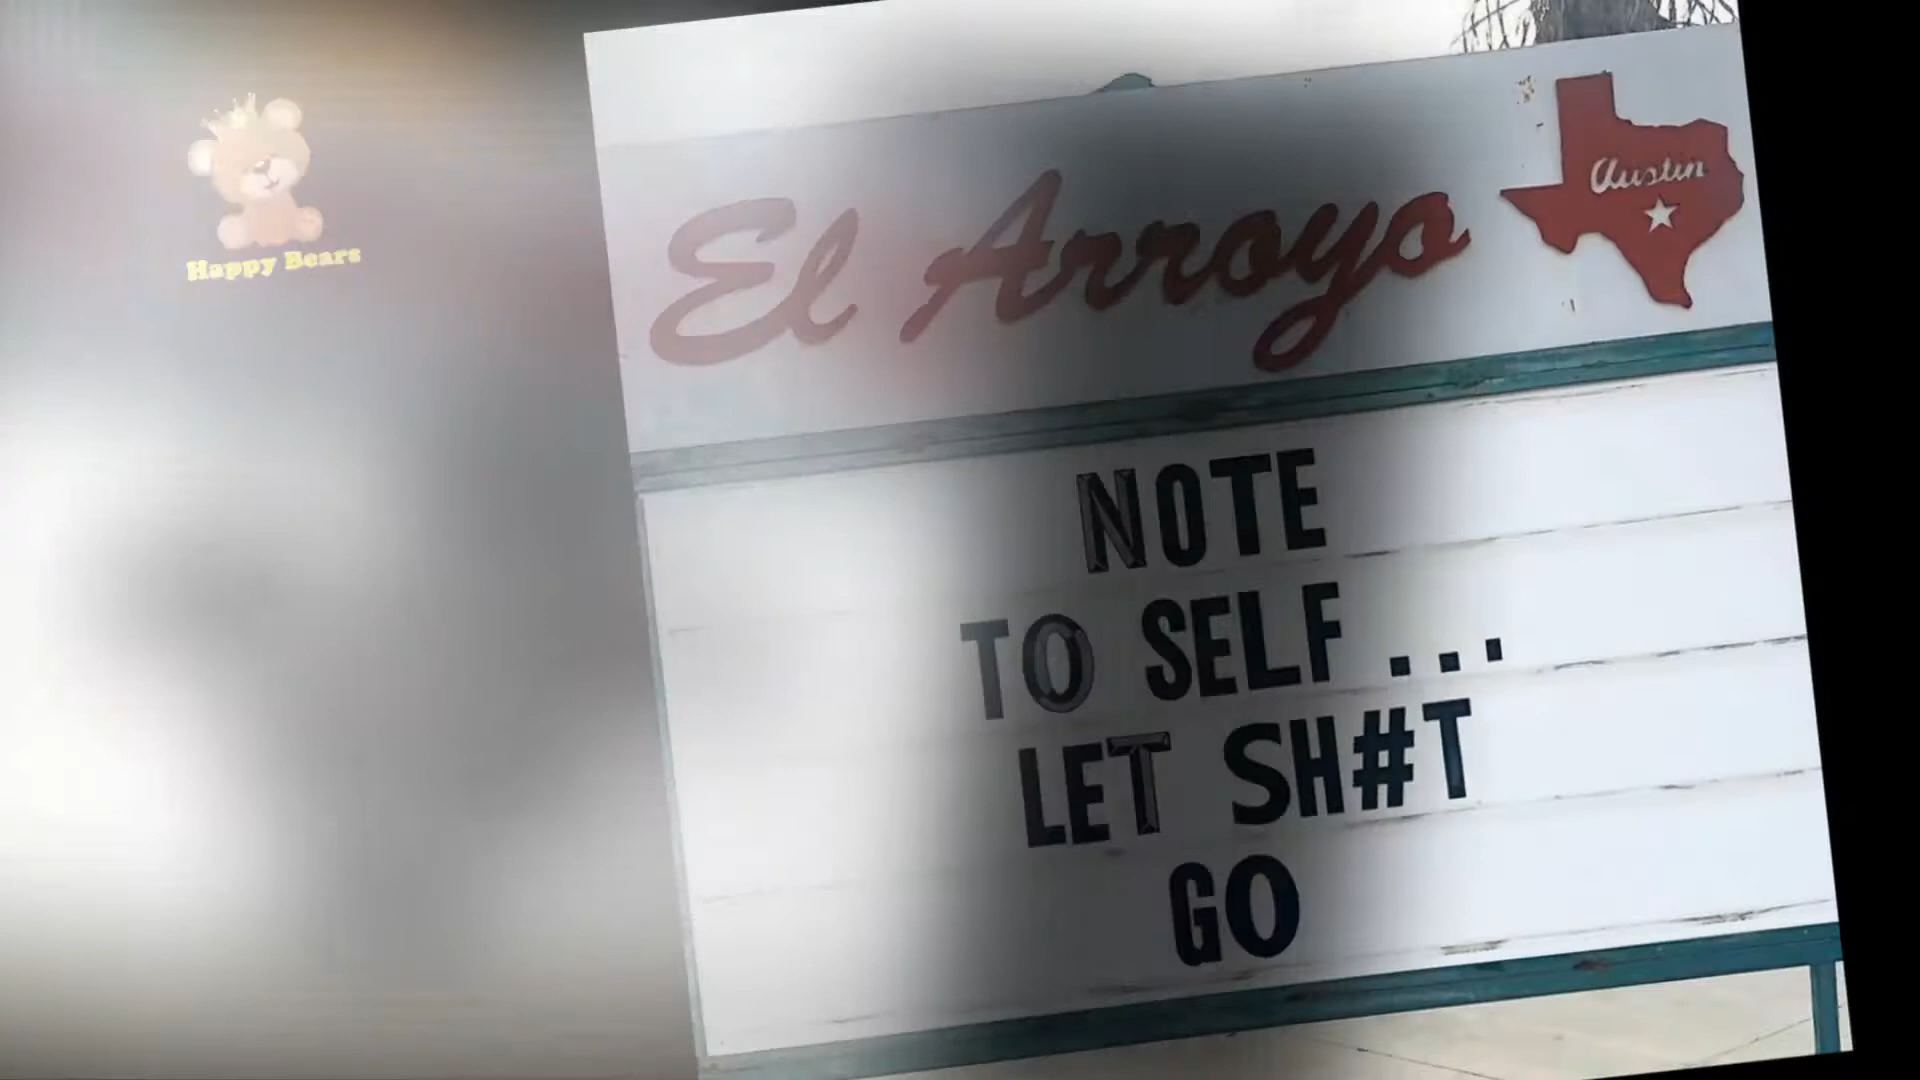 Happy Bears
El Arroyo
Austin
NOTE
TO SELF...
LET SH#T
GO